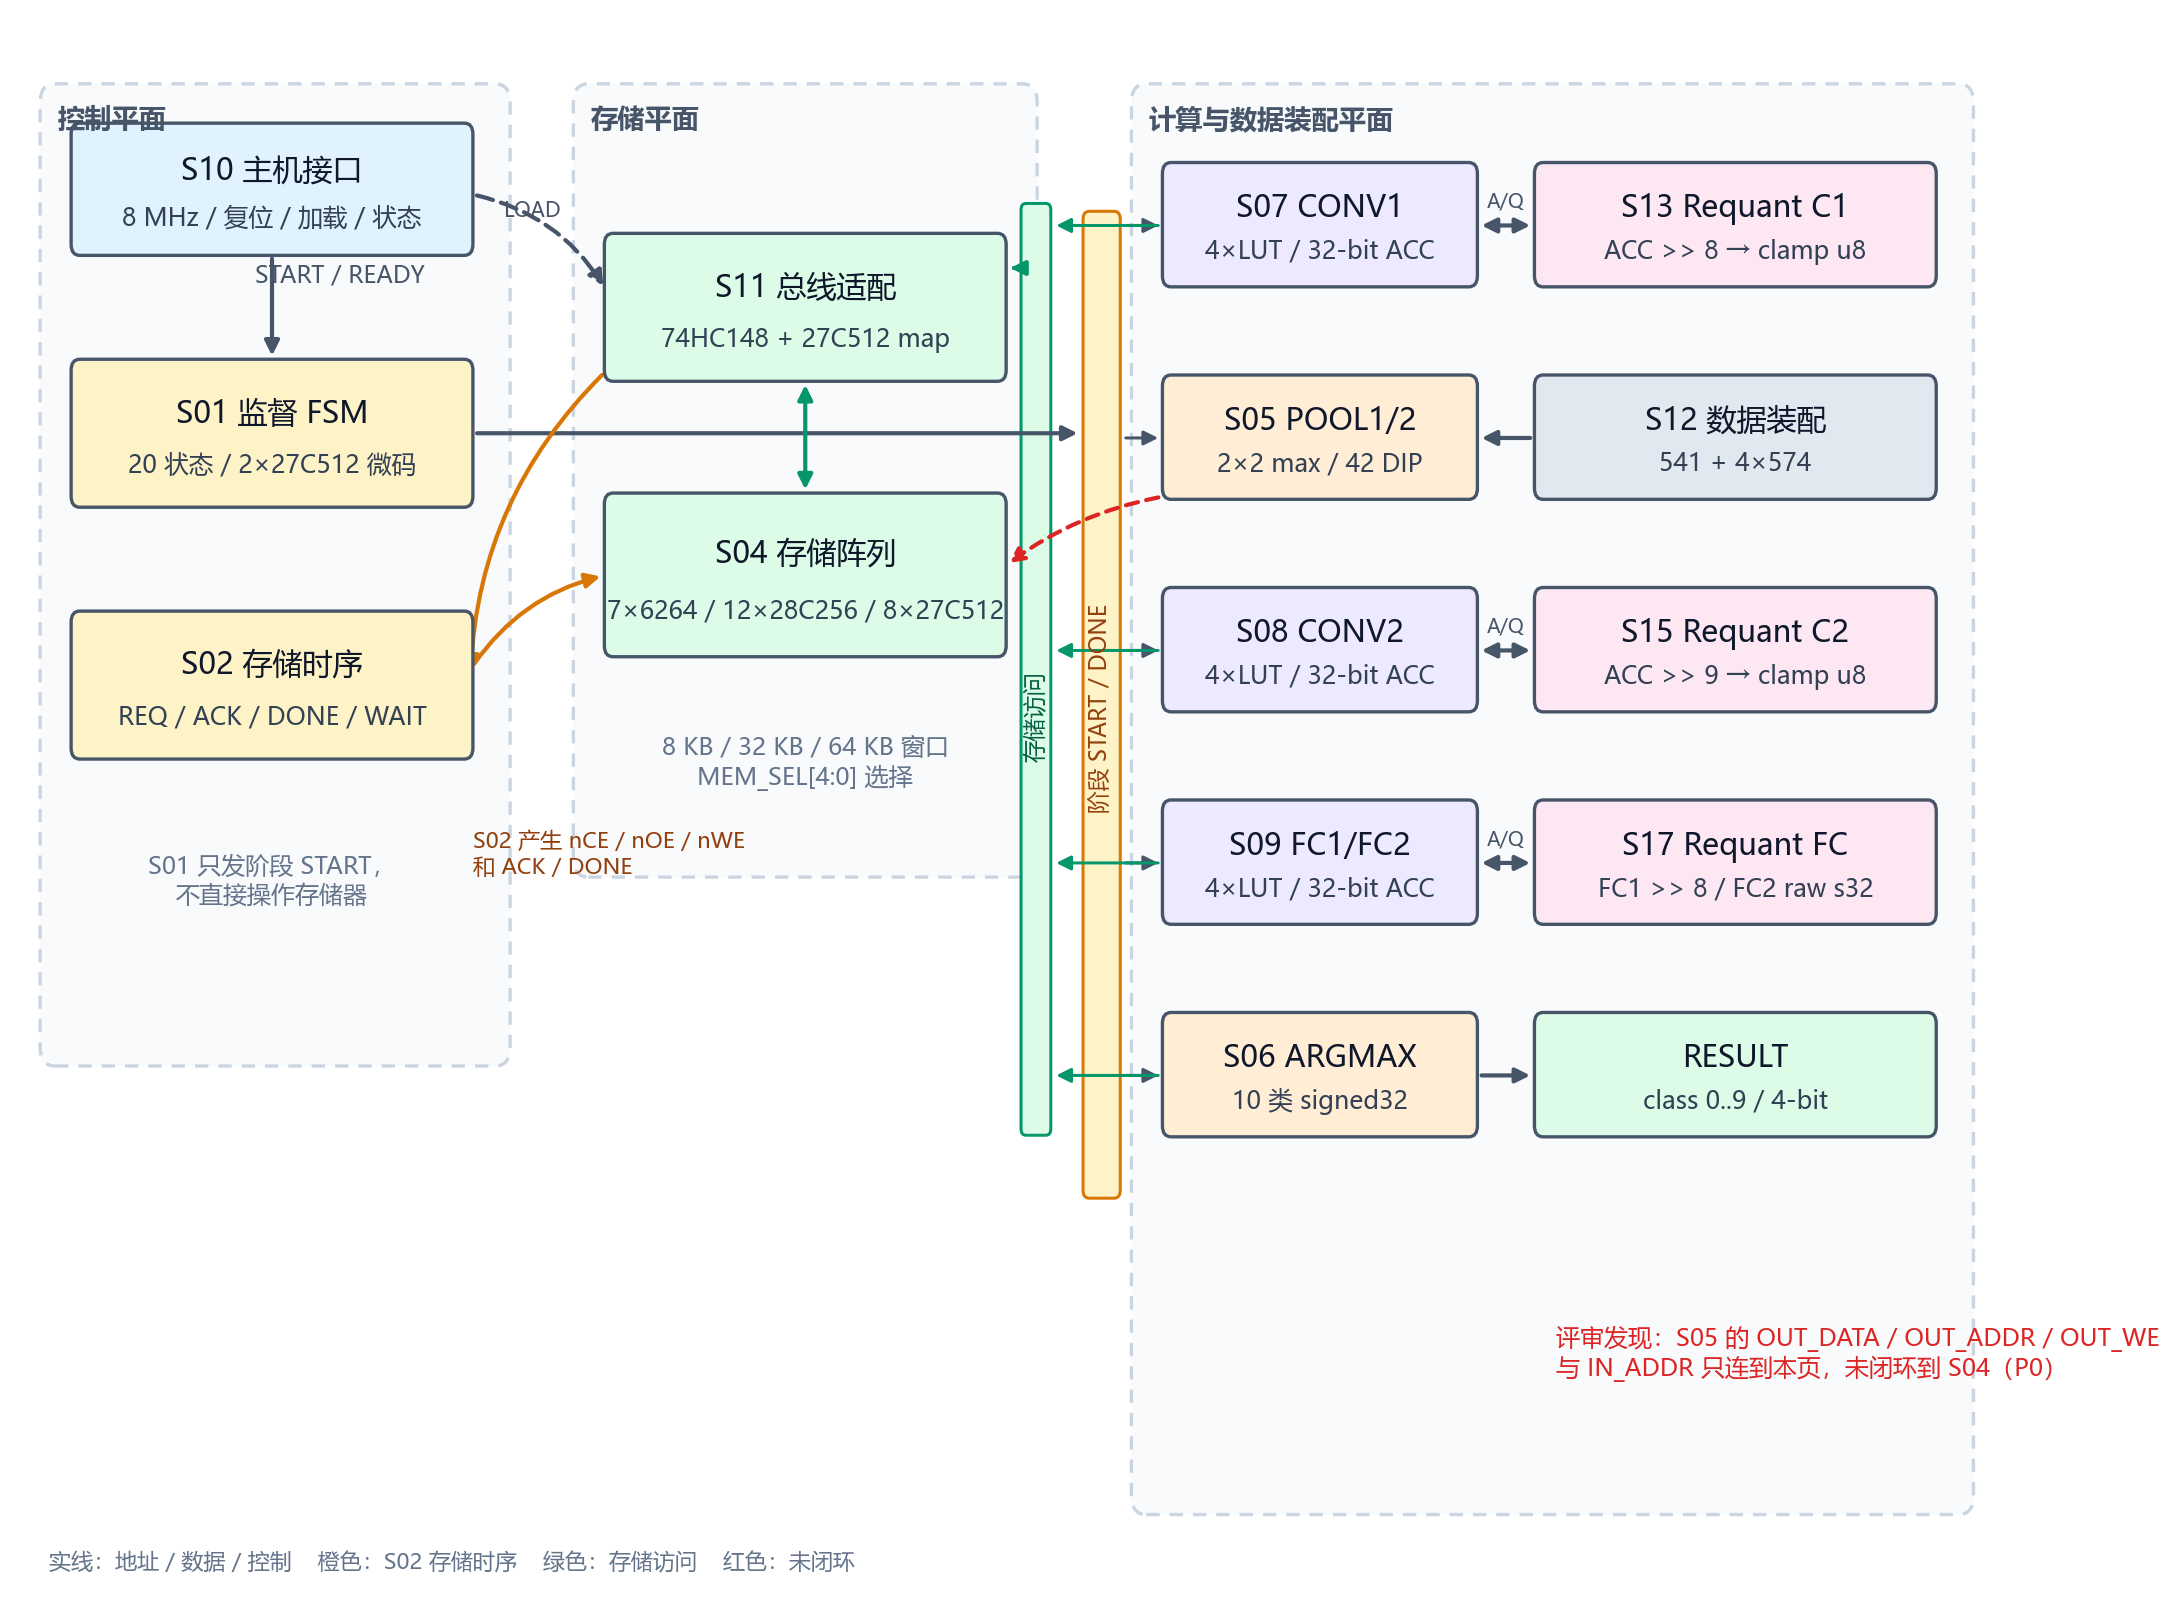 控制平面
S10 主机接口
8 MHz / 复位 / 加载 / 状态
START / READY
S01 监督 FSM
20 状态 / 2×27C512 微码
S02 存储时序
REQ / ACK / DONE / WAIT
S01 只发阶段 START，
不直接操作存储器
LOAD
存储平面
S11 总线适配
74HC148 + 27C512 map
S04 存储阵列
7×6264 / 12×28C256 / 8×27C512
8 KB / 32 KB / 64 KB 窗口
MEM_SEL[4:0] 选择
S02 产生 nCE / nOE / nWE
和 ACK / DONE
存储访问
阶段 START / DONE
计算与数据装配平面
S07 CONV1
4×LUT / 32-bit ACC
A/Q
S13 Requant C1
ACC >> 8 → clamp u8
S05 POOL1/2
2×2 max / 42 DIP
S12 数据装配
541 + 4×574
S08 CONV2
4×LUT / 32-bit ACC
A/Q
S15 Requant C2
ACC >> 9 → clamp u8
S09 FC1/FC2
4×LUT / 32-bit ACC
A/Q
S17 Requant FC
FC1 >> 8 / FC2 raw s32
S06 ARGMAX
10 类 signed32
RESULT
class 0..9 / 4-bit
评审发现：S05 的 OUT_DATA / OUT_ADDR / OUT_WE
与 IN_ADDR 只连到本页，未闭环到 S04（P0）
实线：地址 / 数据 / 控制 橙色：S02 存储时序 绿色：存储访问 红色：未闭环